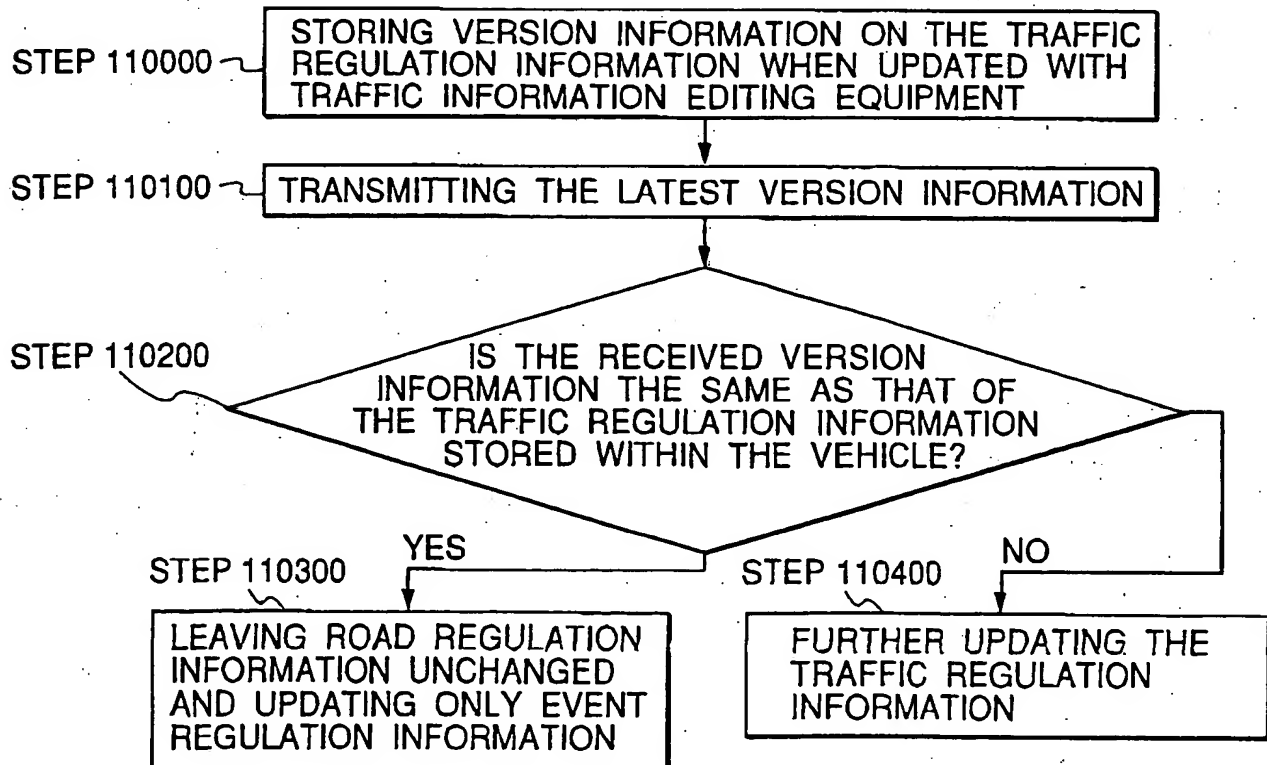 STEP 110000
STORING VERSION INFORMATION ON THE TRAFFIC
REGULATION INFORMATION WHEN UPDATED WITH
TRAFFIC INFORMATION EDITING EQUIPMENT
STEP 110100
TRANSMITTING THE LATEST VERSION INFORMATION
STEP 110200
IS THE RECEIVED VERSION
INFORMATION THE SAME AS THAT OF
THE TRAFFIC REGULATION INFORMATION
STORED WITHIN THE VEHICLE?
YES
NO
STEP 110300
LEAVING ROAD REGULATION
INFORMATION UNCHANGED
AND UPDATING ONLY EVENT
REGULATION INFORMATION
STEP 110400
FURTHER UPDATING THE
TRAFFIC REGULATION
INFORMATION